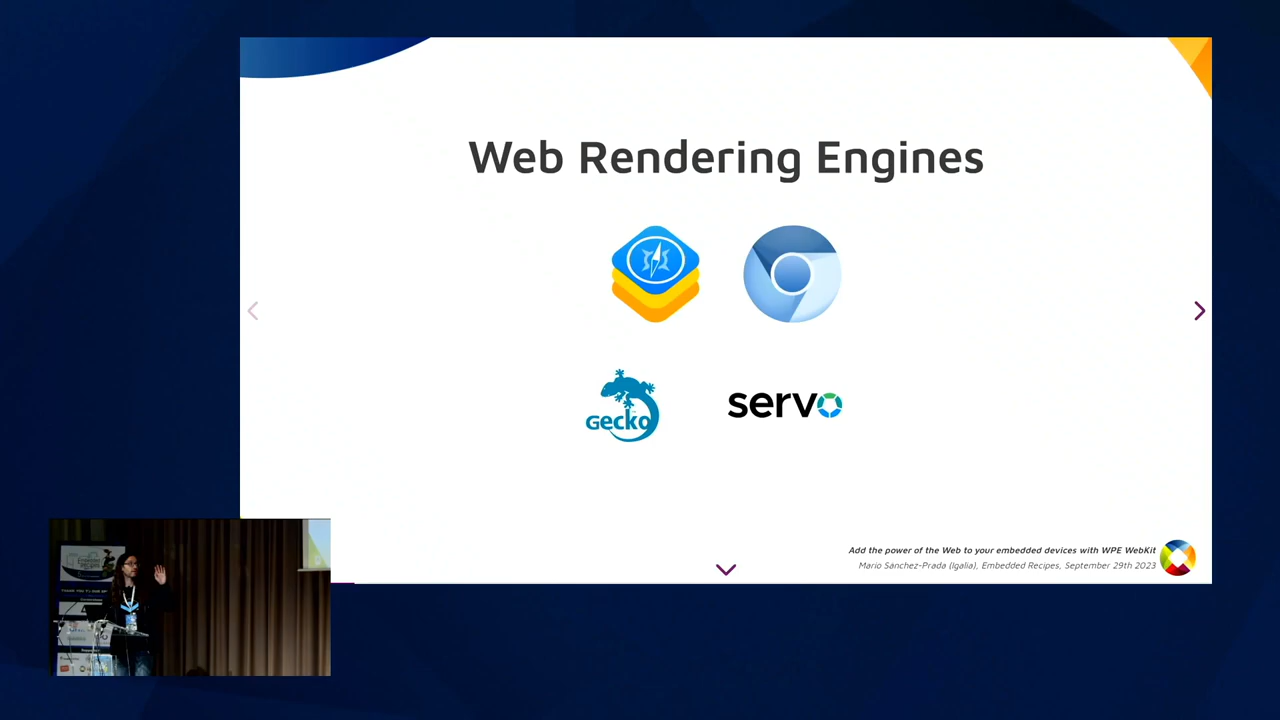 Web Rendering Engines
GECKO
servo
Add the power of the Web to your embedded devices with WPE WebKit
Mario Sánchez-Prada (Igalia), Embedded Recipes, September 29th 2023